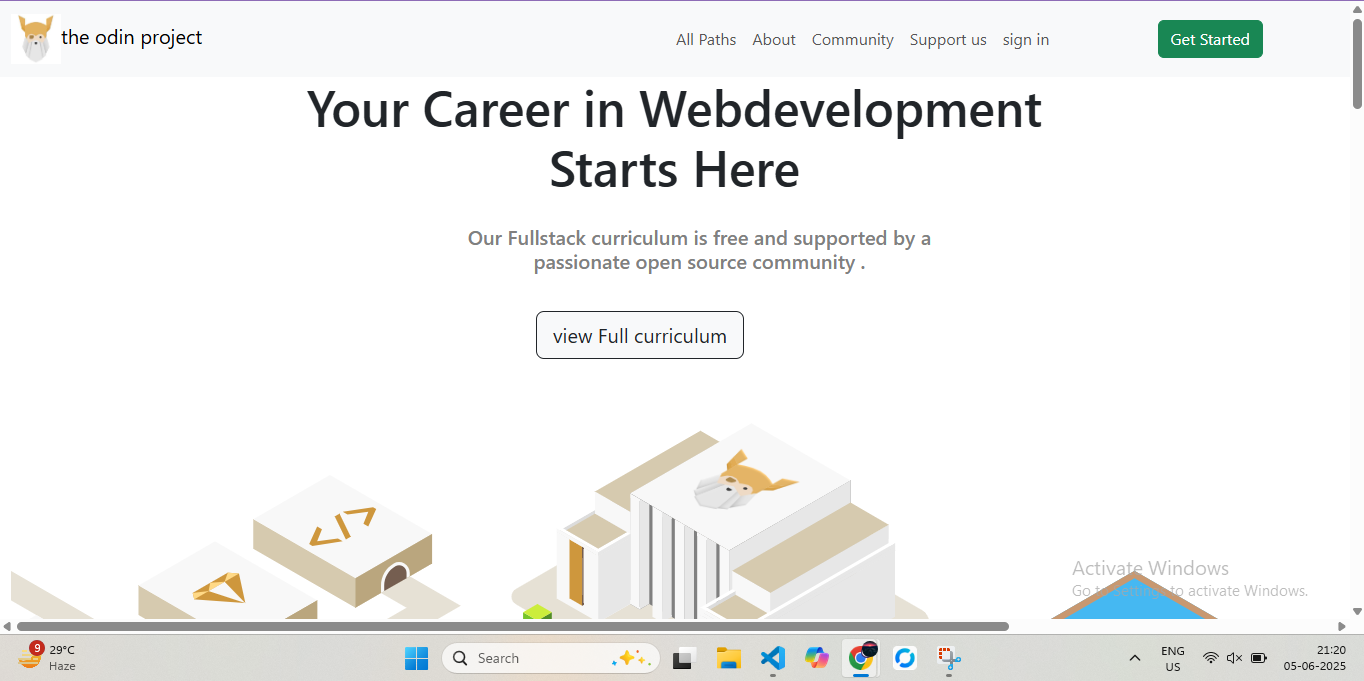 the odin project
All Paths About Community Support us sign in
Get Started
Your Career in Webdevelopment
Starts Here
Our Fullstack curriculum is free and supported by a
passionate open source community .
view Full curriculum
</>
Activate Windows
Go to Settings to activate Windows.
9
29°C
Haze
Search
ENG
US
21:20
05-06-2025